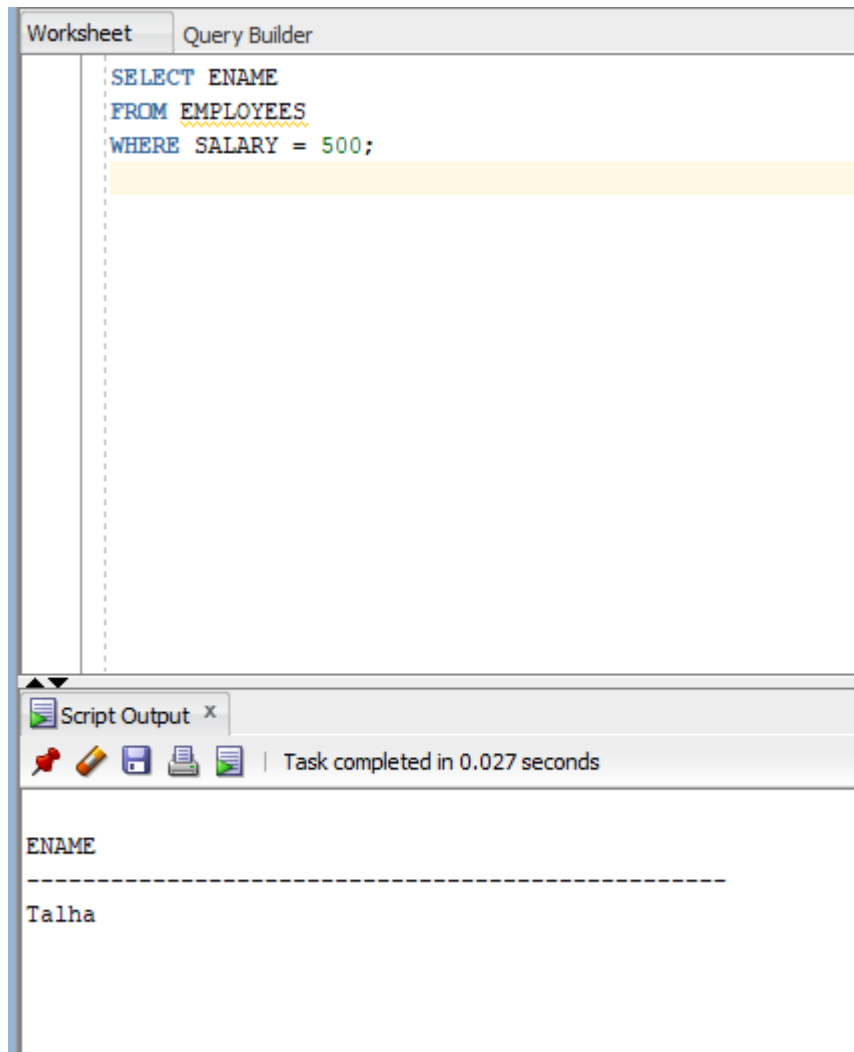 Worksheet Query Builder
SELECT ENAME
FROM EMPLOYEES
WHERE SALARY = 500;
Script Output x
Task completed in 0.027 seconds
ENAME
--------------------------------------------------
Talha